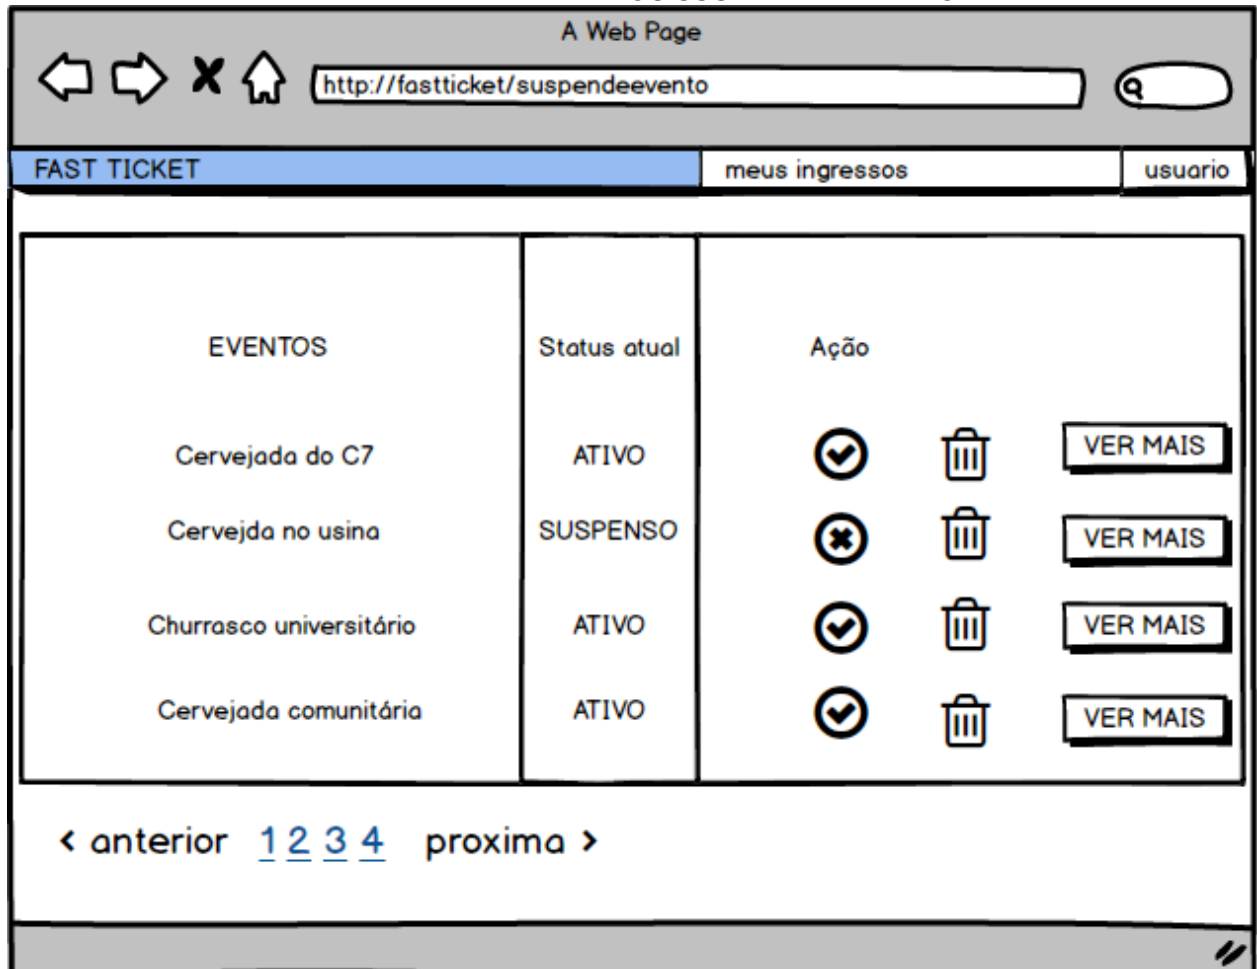 A Web Page
http://fastticket/suspendeevento
FAST TICKET meus ingressos usuario
EVENTOS Status atual Ação
Cervejada do C7 ATIVO VER MAIS
Cervejda no usina SUSPENSO VER MAIS
Churrasco universitário ATIVO VER MAIS
Cervejada comunitária ATIVO VER MAIS
< anterior 1 2 3 4 proxima >